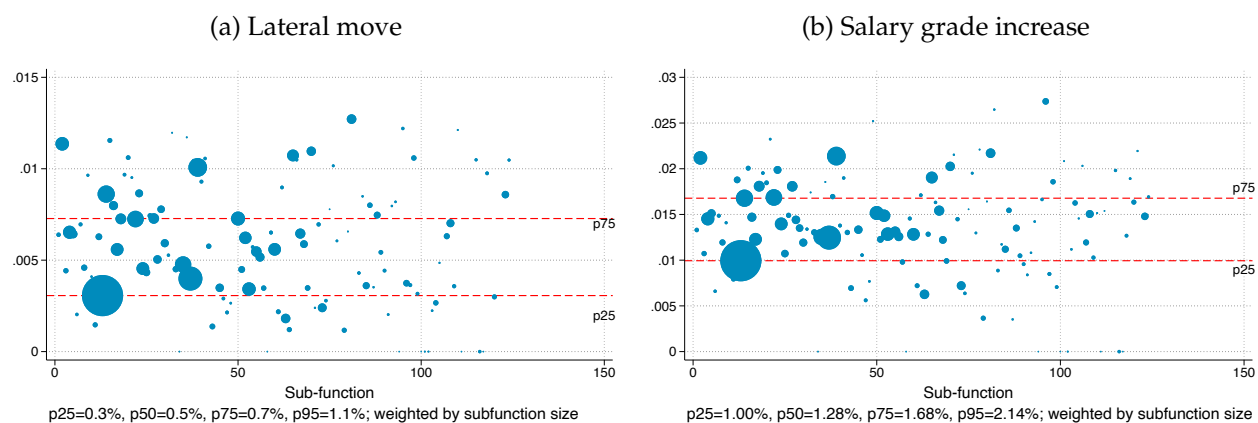 (a) Lateral move
.015
.01
.005
0
p75
p25
0 50 100 150
Sub-function
p25=0.3%, p50=0.5%, p75=0.7%, p95=1.1%; weighted by subfunction size
(b) Salary grade increase
.03
.025
.02
.015
.01
.005
0
p75
p25
0 50 100 150
Sub-function
p25=1.00%, p50=1.28%, p75=1.68%, p95=2.14%; weighted by subfunction size